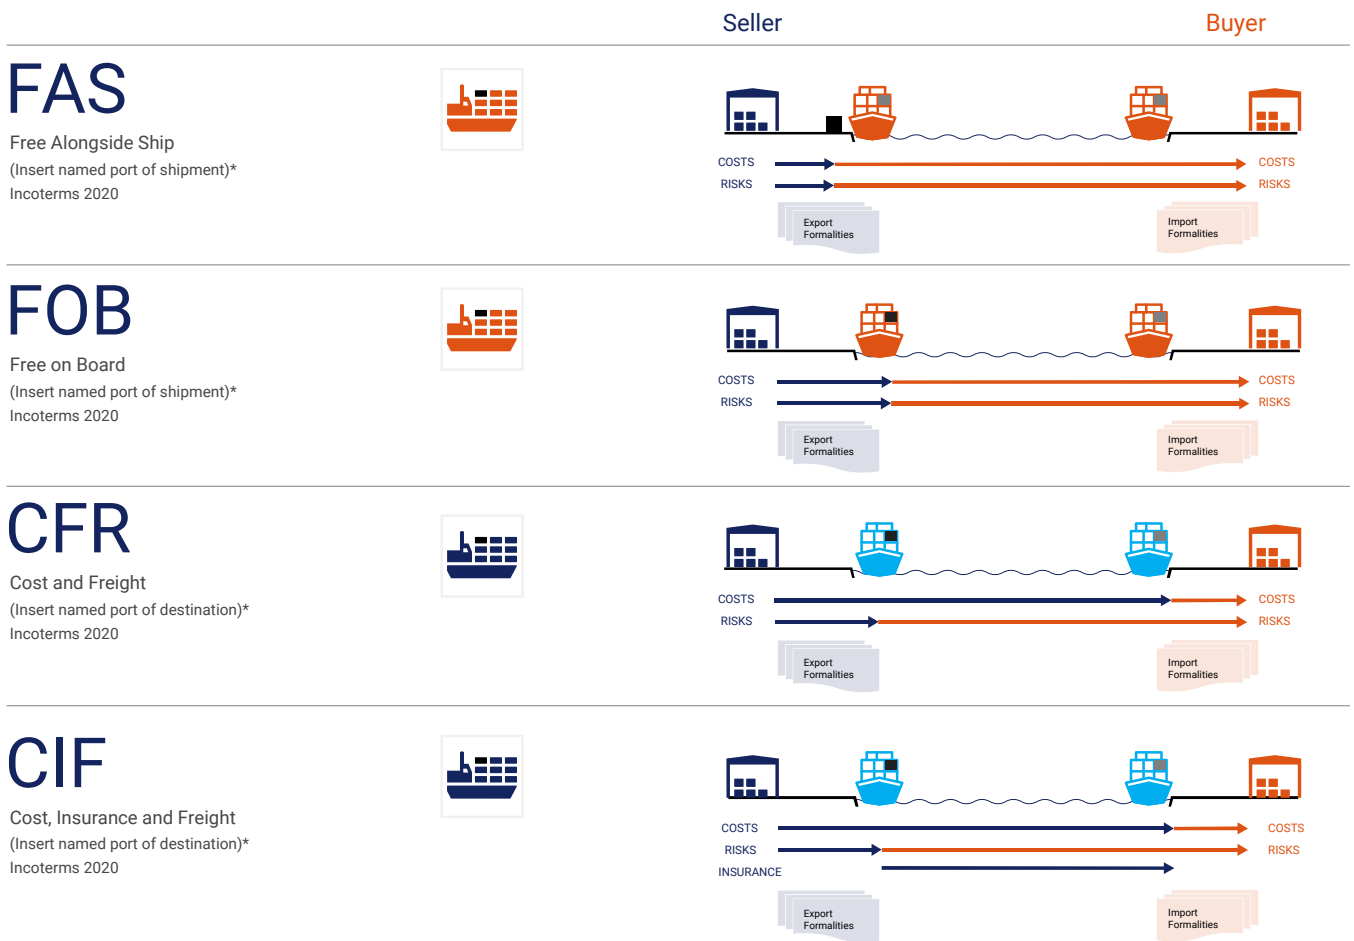 Seller
Buyer
FAS
Free Alongside Ship
(Insert named port of shipment)*
Incoterms 2020
COSTS
COSTS
RISKS
RISKS
Export
Formalities
Import
Formalities
FOB
Free on Board
(Insert named port of shipment)*
Incoterms 2020
COSTS
COSTS
RISKS
RISKS
Export
Formalities
Import
Formalities
CFR
Cost and Freight
(Insert named port of destination)*
Incoterms 2020
COSTS
COSTS
RISKS
RISKS
Export
Formalities
Import
Formalities
CIF
Cost, Insurance and Freight
(Insert named port of destination)*
Incoterms 2020
COSTS
COSTS
RISKS
RISKS
INSURANCE
Export
Formalities
Import
Formalities